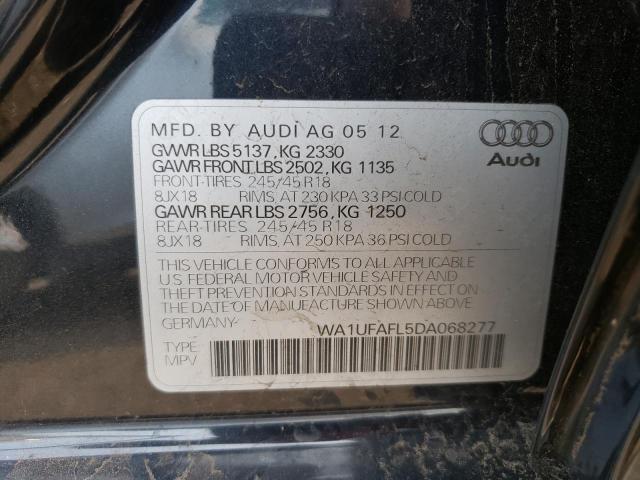 MFD. BY AUDI AG 05 12
GVWR LBS 5137, KG 2330
GAWR FRONT LBS 2502, KG 1135
FRONT-TIRES 245/45 R18
8JX18 RIMS, AT 230 KPA 33 PSI COLD
GAWR REAR LBS 2756, KG 1250
REAR-TIRES 245/45 R18
8JX18 RIMS, AT 250 KPA 36 PSI COLD
Audi
THIS VEHICLE CONFORMS TO ALL APPLICABLE
U.S FEDERAL MOTOR VEHICLE SAFETY AND
THEFT PREVENTION STANDARDS IN EFFECT ON
THE DATE OF MANUFACTURE SHOWN ABOVE.
GERMANY WA1UFAFL5DA068277
TYPE
MPV